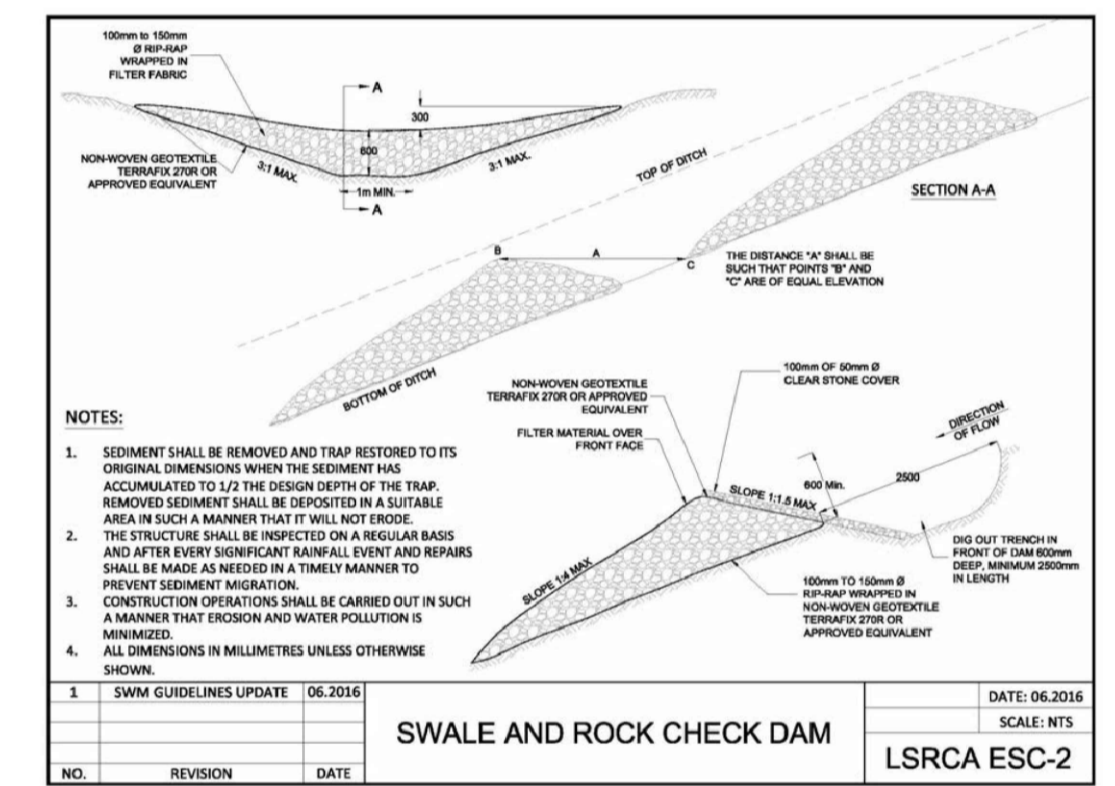 100mm to 150mm
Ø RIP-RAP
WRAPPED IN
FILTER FABRIC
A
300
600
NON-WOVEN GEOTEXTILE
TERRAFIX 270R OR
APPROVED EQUIVALENT
3:1 MAX.
3:1 MAX.
1m MIN.
A
TOP OF DITCH
SECTION A-A
B
A
C
THE DISTANCE "A" SHALL BE
SUCH THAT POINTS "B" AND
"C" ARE OF EQUAL ELEVATION
BOTTOM OF DITCH
100mm OF 50mm Ø
CLEAR STONE COVER
NON-WOVEN GEOTEXTILE
TERRAFIX 270R OR APPROVED
EQUIVALENT
FILTER MATERIAL OVER
FRONT FACE
DIRECTION
OF FLOW
2500
600 Min.
SLOPE 1:1.5 MAX
SLOPE 1:4 MAX
DIG OUT TRENCH IN
FRONT OF DAM 600mm
DEEP, MINIMUM 2500mm
IN LENGTH
100mm TO 150mm Ø
RIP-RAP WRAPPED IN
NON-WOVEN GEOTEXTILE
TERRAFIX 270R OR
APPROVED EQUIVALENT
NOTES:
1. SEDIMENT SHALL BE REMOVED AND TRAP RESTORED TO ITS
ORIGINAL DIMENSIONS WHEN THE SEDIMENT HAS
ACCUMULATED TO 1/2 THE DESIGN DEPTH OF THE TRAP.
REMOVED SEDIMENT SHALL BE DEPOSITED IN A SUITABLE
AREA IN SUCH A MANNER THAT IT WILL NOT ERODE.
2. THE STRUCTURE SHALL BE INSPECTED ON A REGULAR BASIS
AND AFTER EVERY SIGNIFICANT RAINFALL EVENT AND REPAIRS
SHALL BE MADE AS NEEDED IN A TIMELY MANNER TO
PREVENT SEDIMENT MIGRATION.
3. CONSTRUCTION OPERATIONS SHALL BE CARRIED OUT IN SUCH
A MANNER THAT EROSION AND WATER POLLUTION IS
MINIMIZED.
4. ALL DIMENSIONS IN MILLIMETRES UNLESS OTHERWISE
SHOWN.
1 SWM GUIDELINES UPDATE 06.2016
NO. REVISION DATE
SWALE AND ROCK CHECK DAM
DATE: 06.2016
SCALE: NTS
LSRCA ESC-2